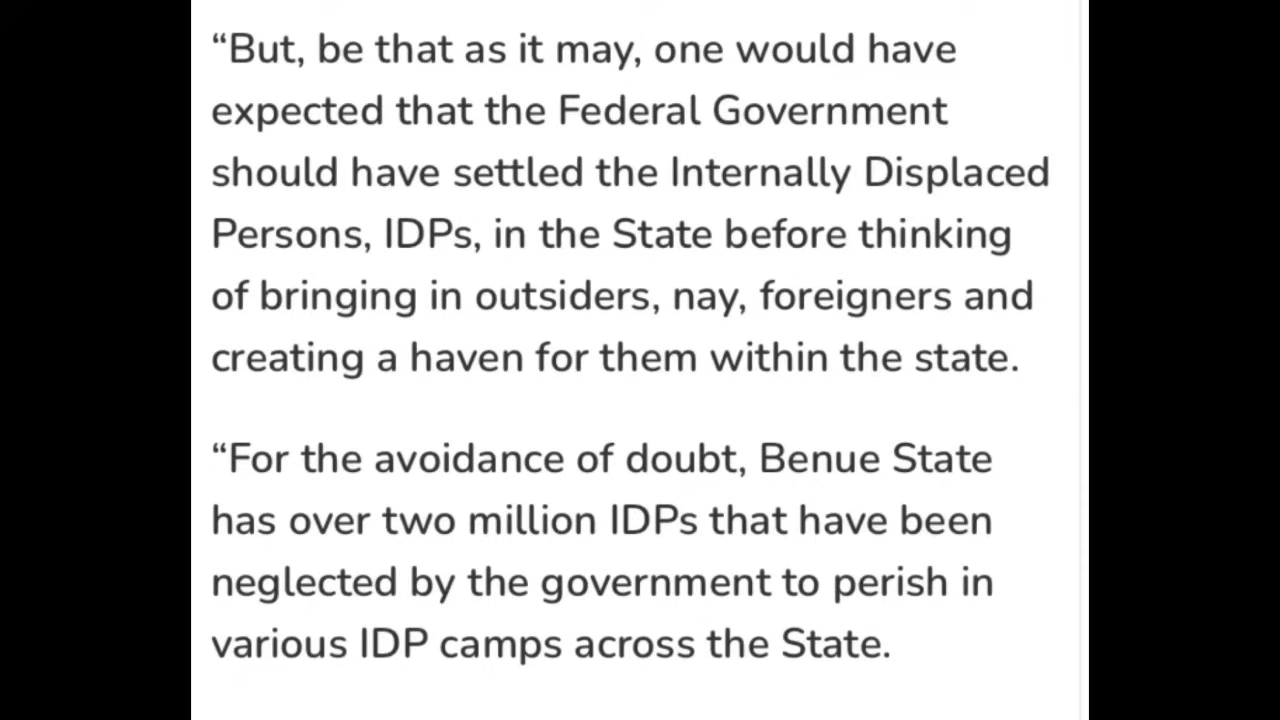 “But, be that as it may, one would have
expected that the Federal Government
should have settled the Internally Displaced
Persons, IDPs, in the State before thinking
of bringing in outsiders, nay, foreigners and
creating a haven for them within the state.
“For the avoidance of doubt, Benue State
has over two million IDPs that have been
neglected by the government to perish in
various IDP camps across the State.